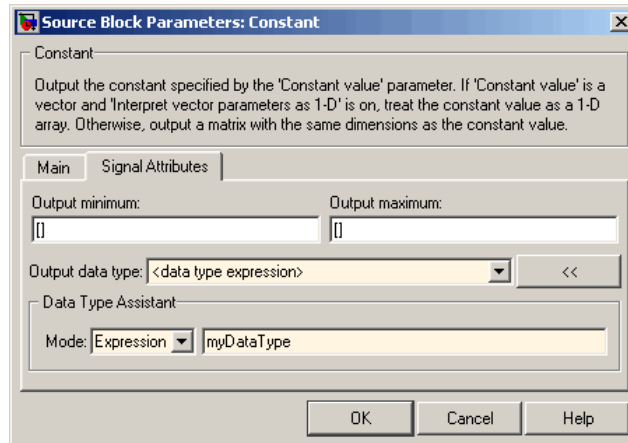 Source Block Parameters: Constant
Constant
Output the constant specified by the 'Constant value' parameter. If 'Constant value' is a
vector and 'Interpret vector parameters as 1-D' is on, treat the constant value as a 1-D
array. Otherwise, output a matrix with the same dimensions as the constant value.
Main Signal Attributes
Output minimum: Output maximum:
[] []
Output data type: <data type expression> <<
Data Type Assistant
Mode: Expression myDataType
OK Cancel Help